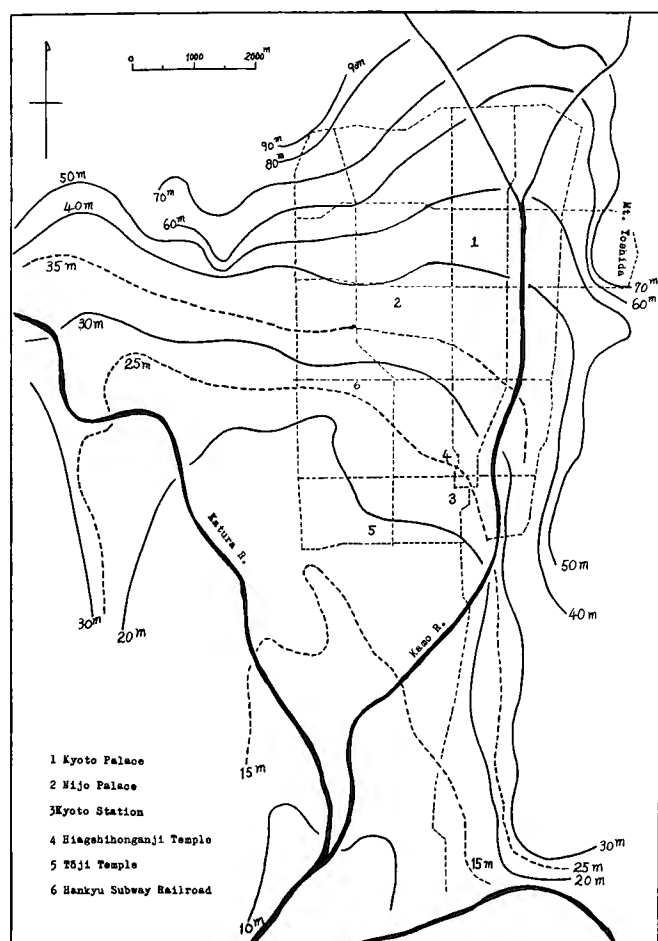 0 1000 2000m
90m
90m
80m
50m
70m
40m
60m
Mt. Yoshida
1
35m
2
70m
60m
30m
25m
6
4
3
5
Katura R.
50m
30m
20m
40m
Kamo R.
15m
1 Kyoto Palace
2 Nijo Palace
3Kyoto Station
4 Hiagshihonganji Temple
5 Tōji Temple
6 Hankyu Subway Railroad
30m
15m
25m
20m
10m